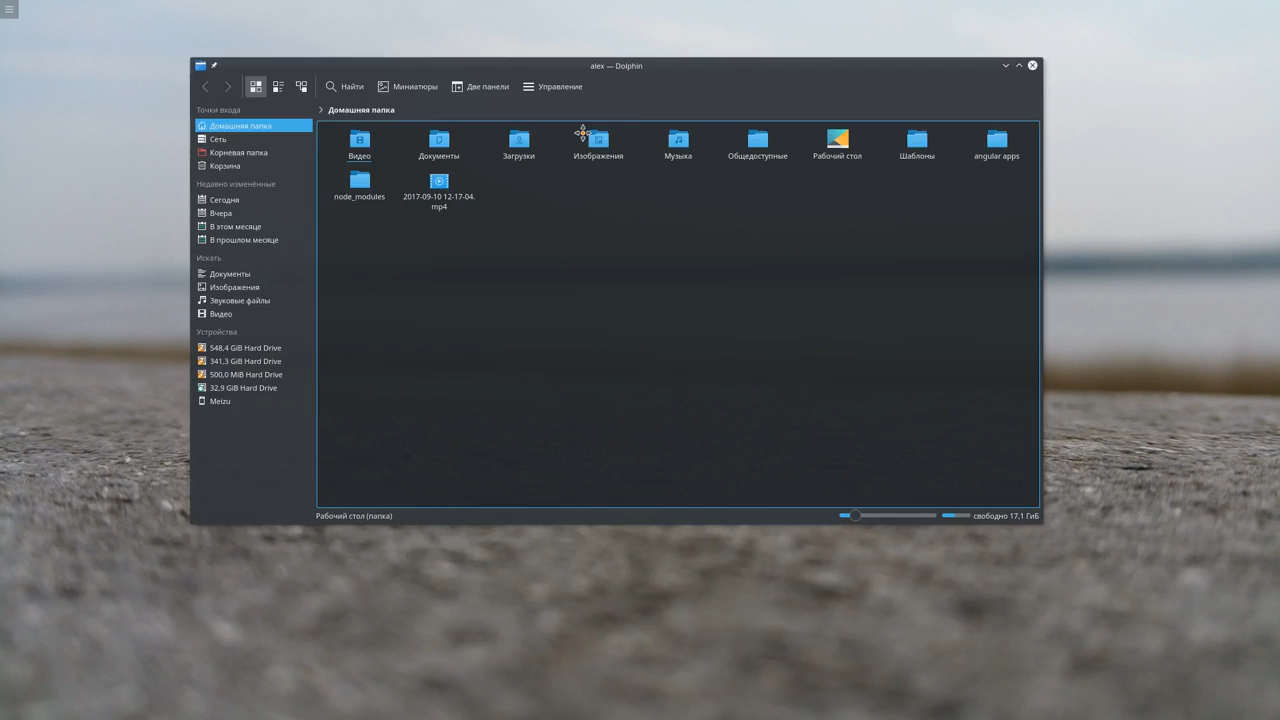 alex — Dolphin
Найти Миниатюры Две панели Управление
Точки входа
Домашняя папка
Сеть
Корневая папка
Корзина
Недавно изменённые
Сегодня
Вчера
В этом месяце
В прошлом месяце
Искать
Документы
Изображения
Звуковые файлы
Видео
Устройства
548,4 GiB Hard Drive
341,3 GiB Hard Drive
500,0 MiB Hard Drive
32,9 GiB Hard Drive
Meizu
Домашняя папка
Видео Документы Загрузки Изображения Музыка Общедоступные Рабочий стол Шаблоны angular apps
node_modules 2017-09-10 12-17-04.
mp4
Рабочий стол (папка) свободно 17,1 ГиБ